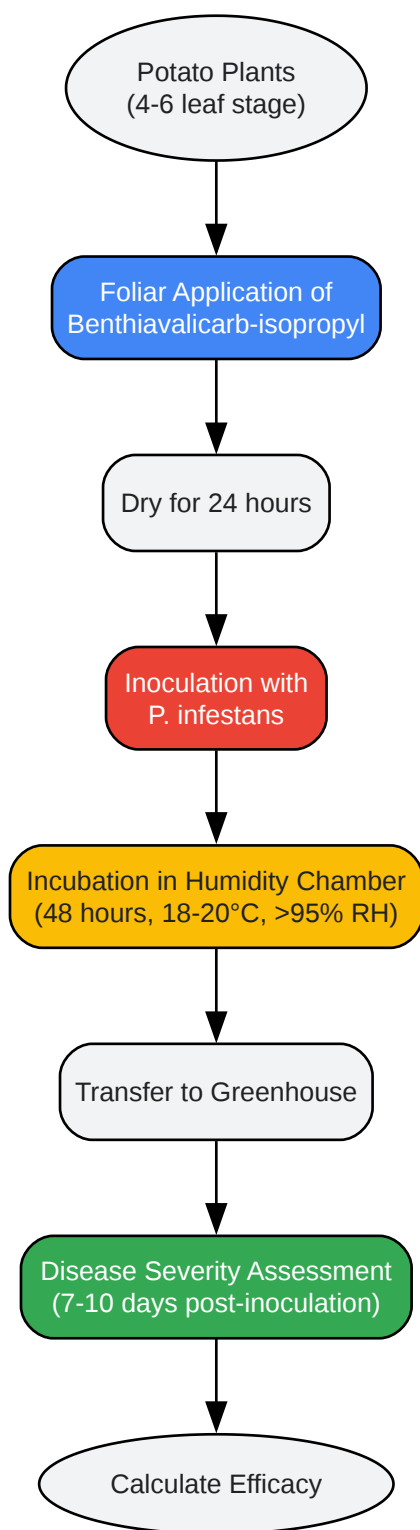 Potato Plants
(4-6 leaf stage)
Foliar Application of
Benthiavalicarb-isopropyl
Dry for 24 hours
Inoculation with
P. infestans
Incubation in Humidity Chamber
(48 hours, 18-20°C, >95% RH)
Transfer to Greenhouse
Disease Severity Assessment
(7-10 days post-inoculation)
Calculate Efficacy